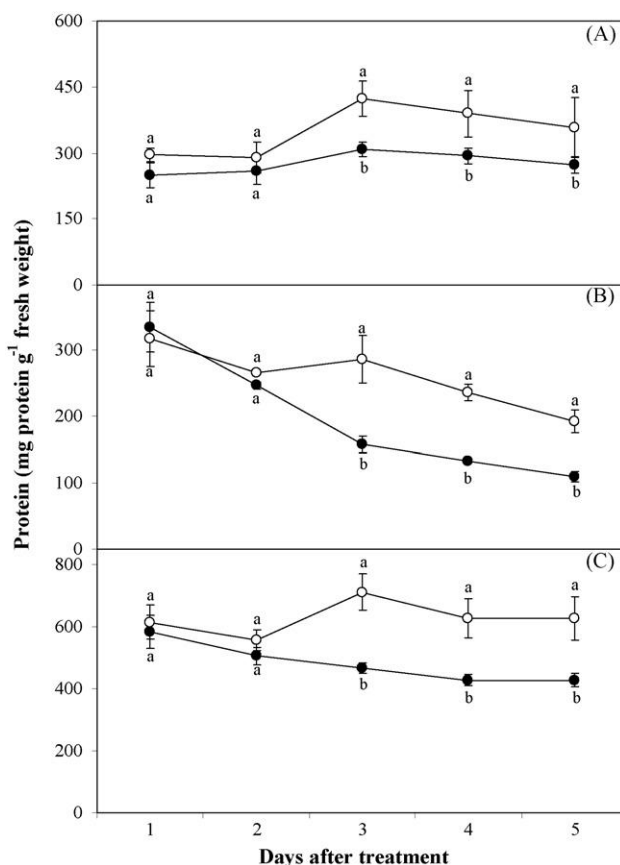 600
(A)
a
a
450
a
a
a
300
a
a
b
b
b
150
0
a
(B)
a
a
300
a
a
a
a
200
b
b
b
100
0
a
(C)
800
a
a
a
a
600
a
a
400
b
b
b
200
0
1 2 3 4 5
Days after treatment
Protein (mg protein g⁻¹ fresh weight)